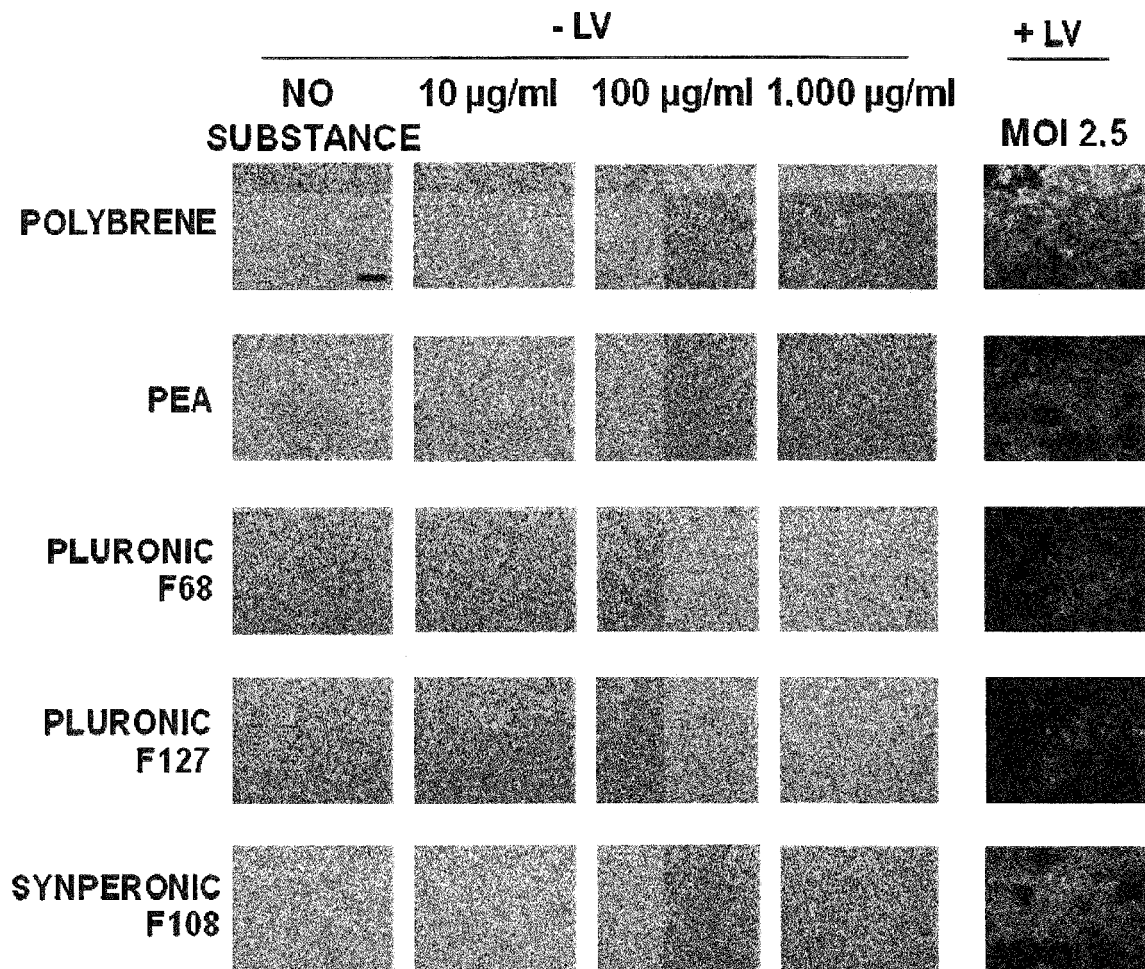 - LV
+ LV
NO SUBSTANCE
10 µg/ml
100 µg/ml
1.000 µg/ml
MOI 2.5
POLYBRENE
PEA
PLURONIC
F68
PLURONIC
F127
SYNPERONIC
F108